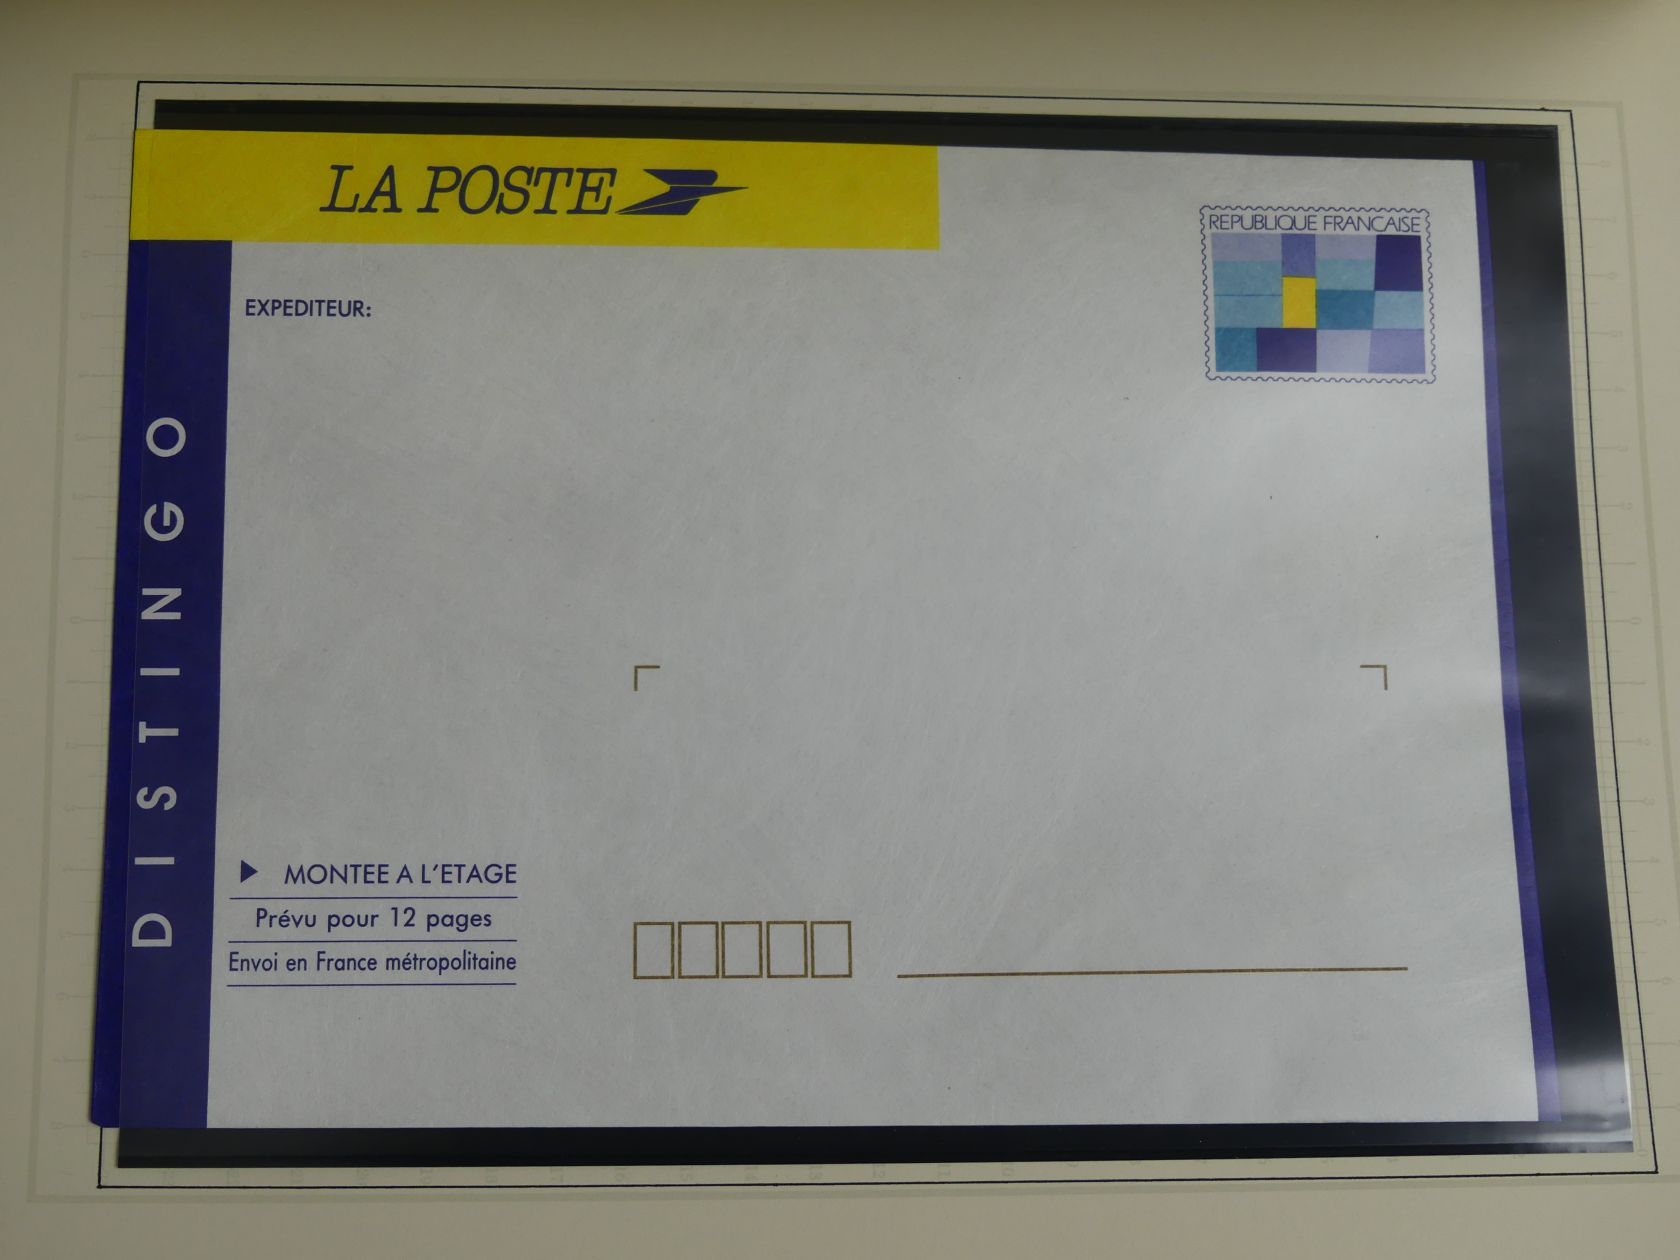 LA POSTE
REPUBLIQUE FRANCAISE
EXPEDITEUR:
DISTINGO
MONTEE A L'ETAGE
Prévu pour 12 pages
Envoi en France métropolitaine